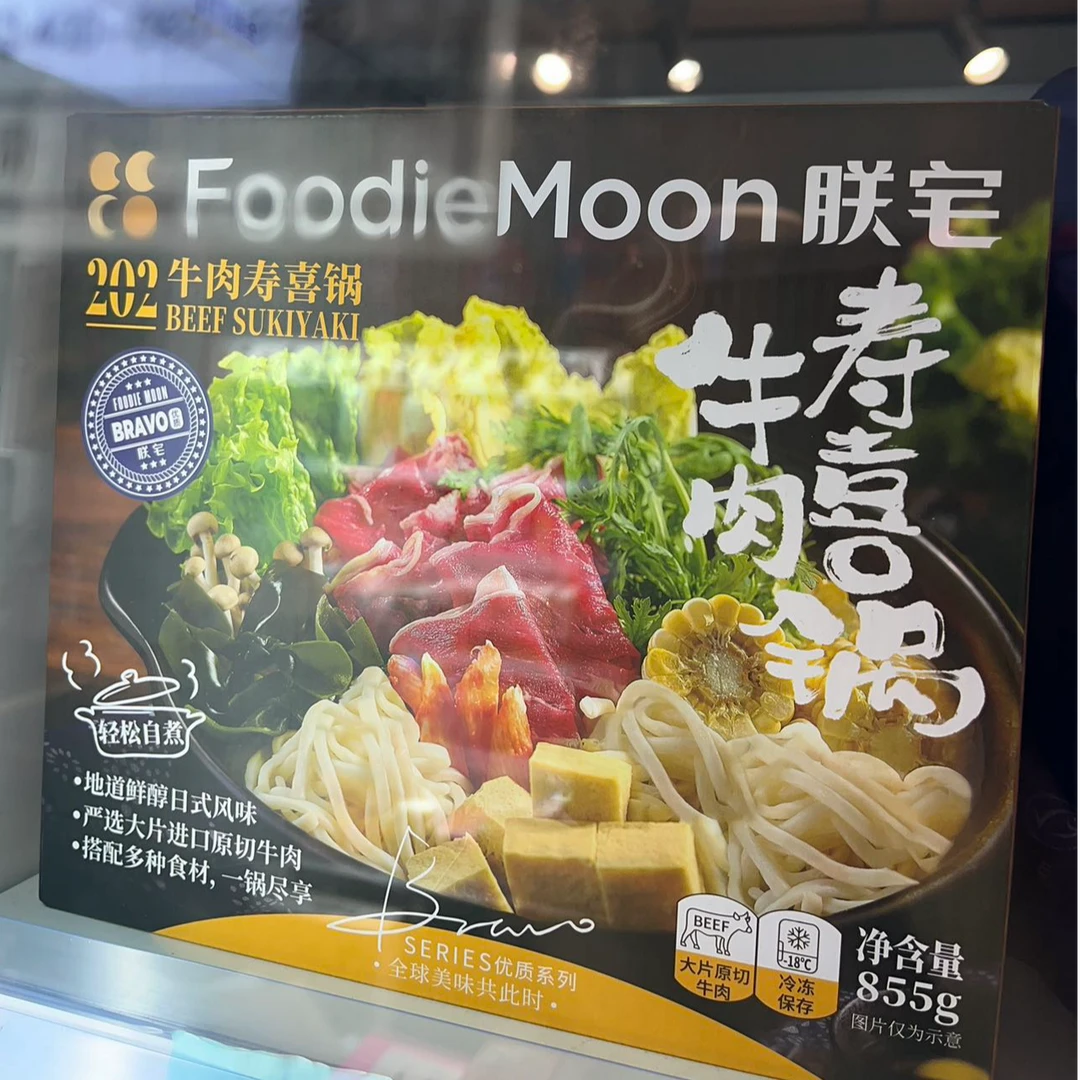 FoodieMoon 朕宅
202 牛肉寿喜锅
BEEF SUKIYAKI
寿喜锅
牛肉
FOODIE MOON
BRAVO
朕宅
轻松自煮
•地道鲜醇日式风味
•严选大片进口原切牛肉
•搭配多种食材,一锅尽享
Bravo
SERIES优质系列
·全球美味共此时·
BEEF
大片原切
牛肉
-18℃
冷冻
保存
净含量
855g
图片仅为示意